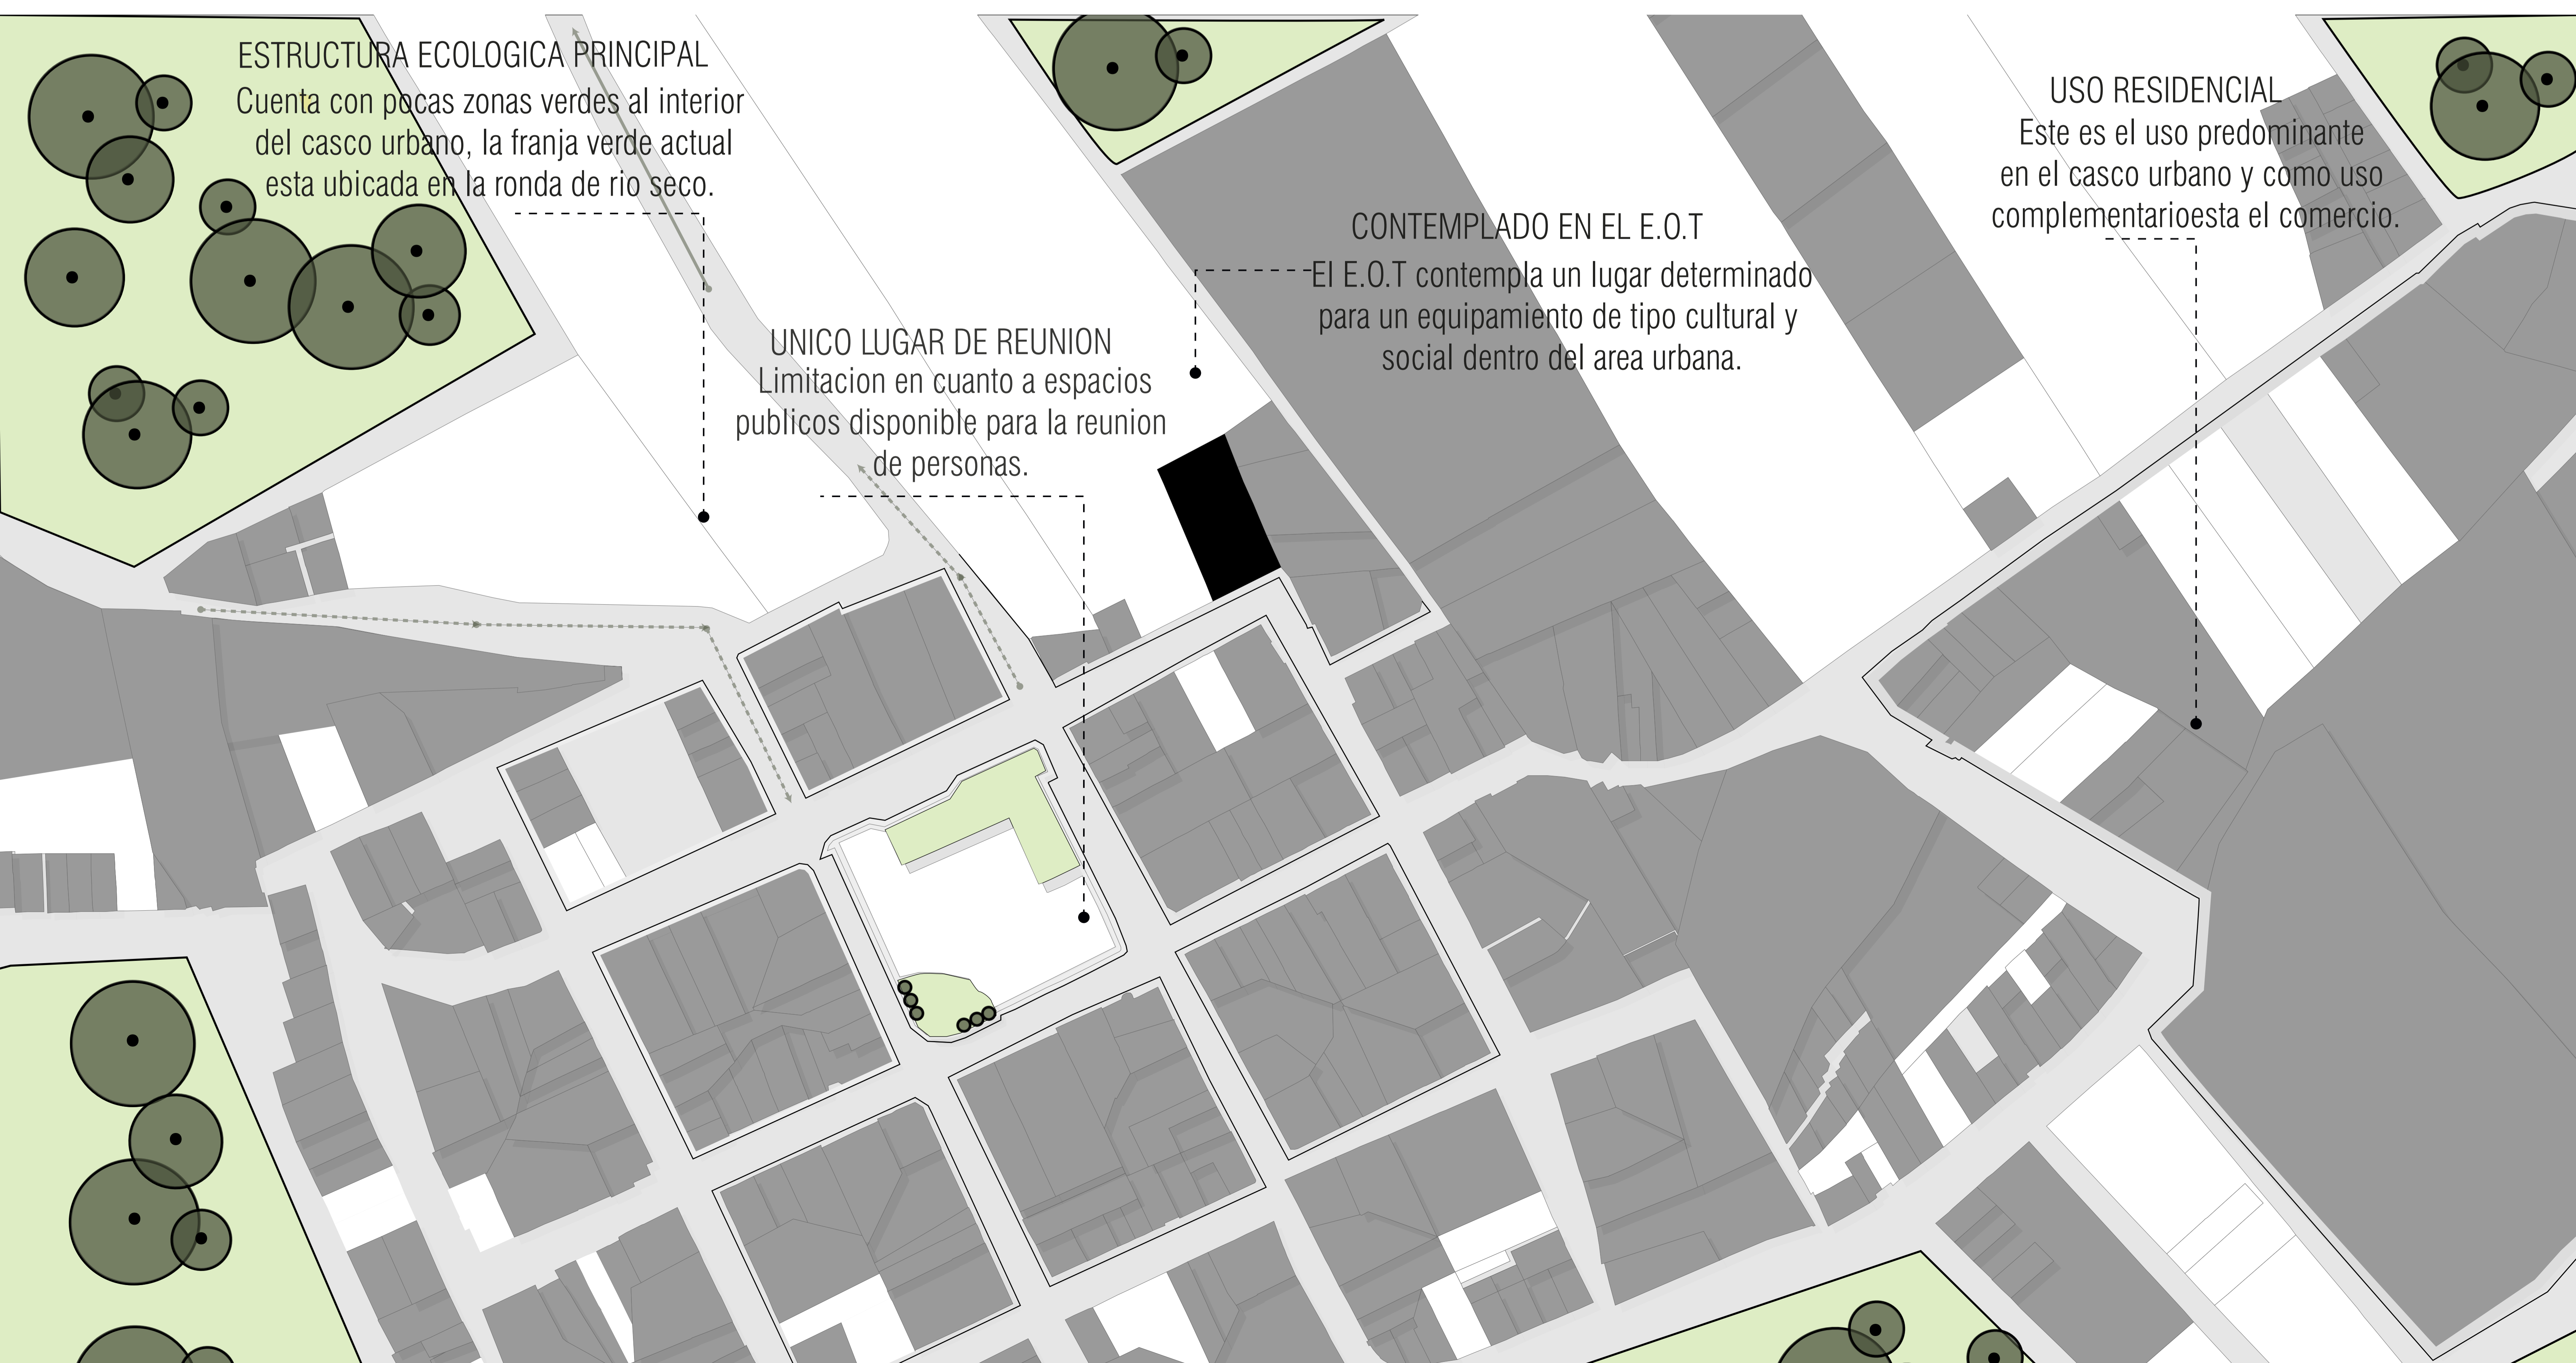 ESTRUCTURA ECOLOGICA PRINCIPAL
Cuenta con pocas zonas verdes al interior
del casco urbano, la franja verde actual
esta ubicada en la ronda de rio seco.
UNICO LUGAR DE REUNION
Limitacion en cuanto a espacios
publicos disponible para la reunion
de personas.
CONTEMPLADO EN EL E.O.T
El E.O.T contempla un lugar determinado
para un equipamiento de tipo cultural y
social dentro del area urbana.
USO RESIDENCIAL
Este es el uso predominante
en el casco urbano y como uso
complementarioesta el comercio.